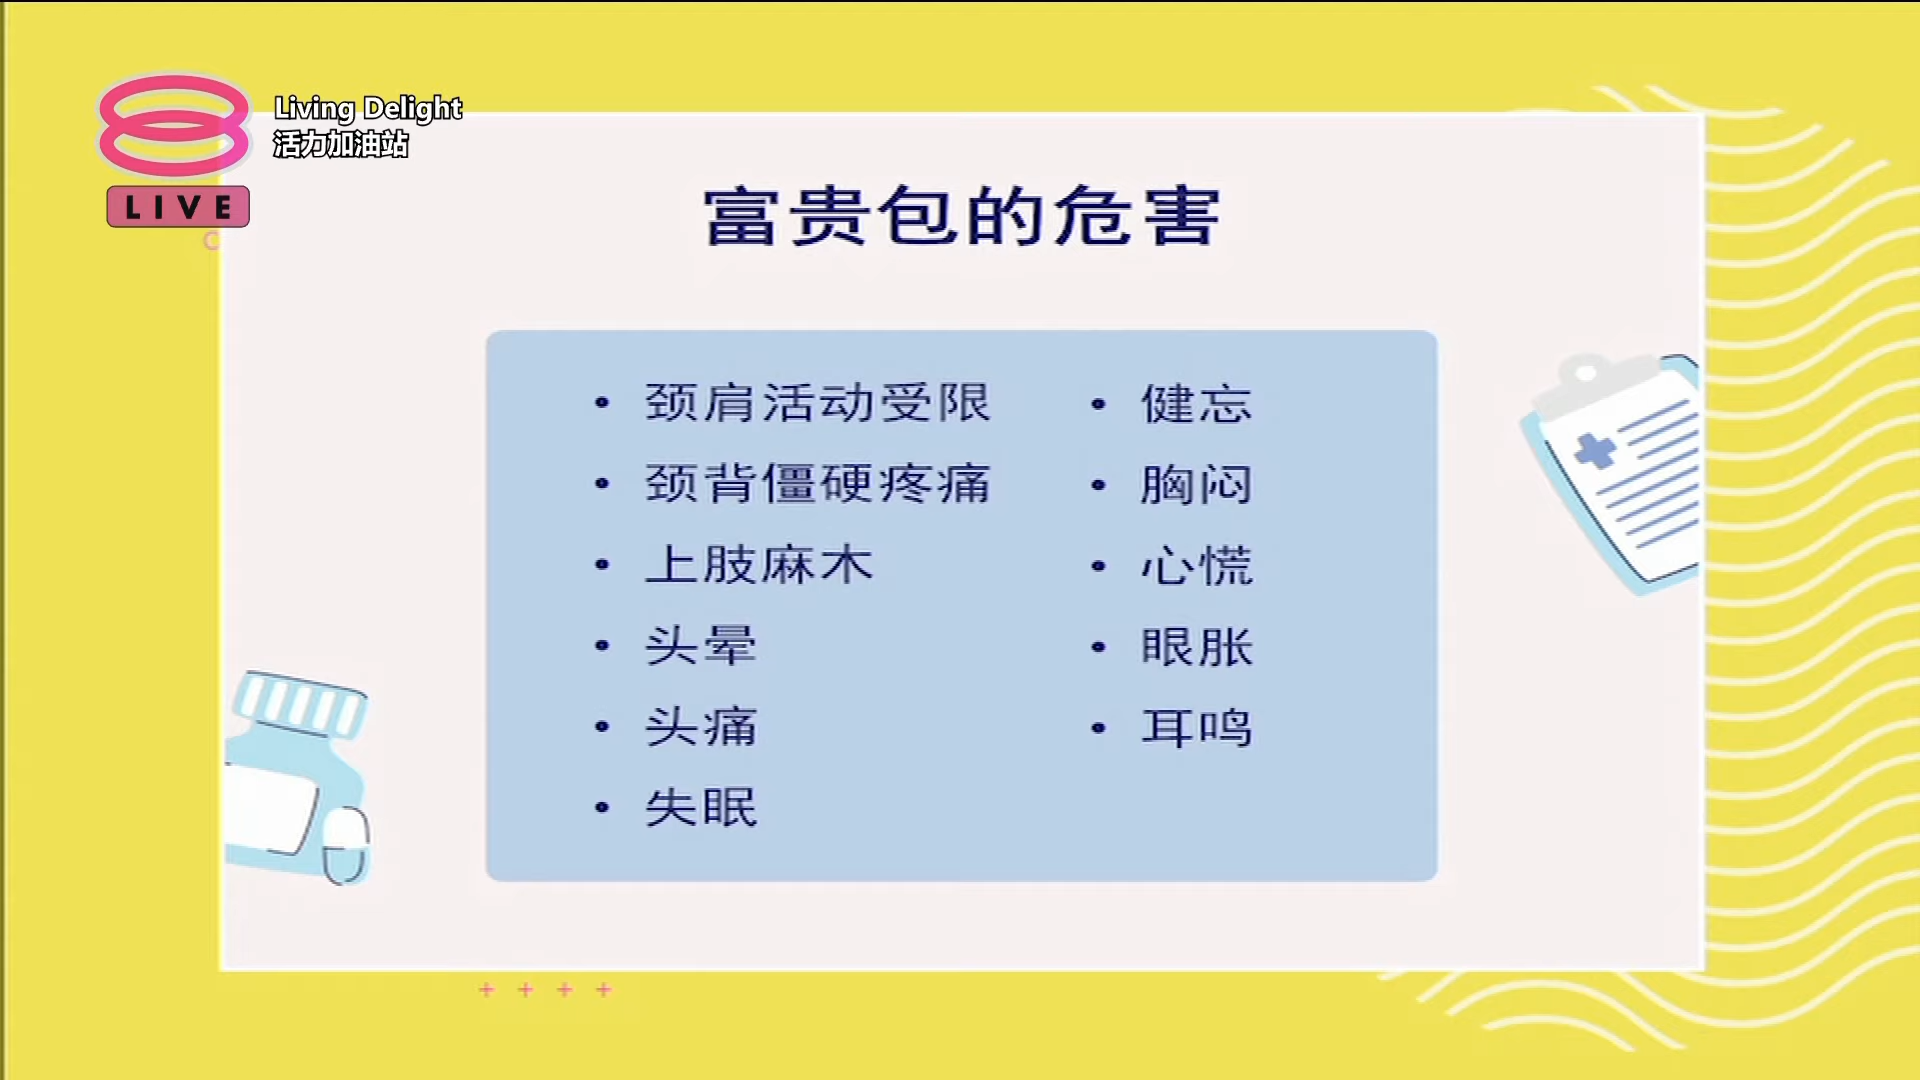 Living Delight
活力加油站
LIVE
富贵包的危害
• 颈肩活动受限
• 颈背僵硬疼痛
• 上肢麻木
• 头晕
• 头痛
• 失眠
• 健忘
• 胸闷
• 心慌
• 眼胀
• 耳鸣